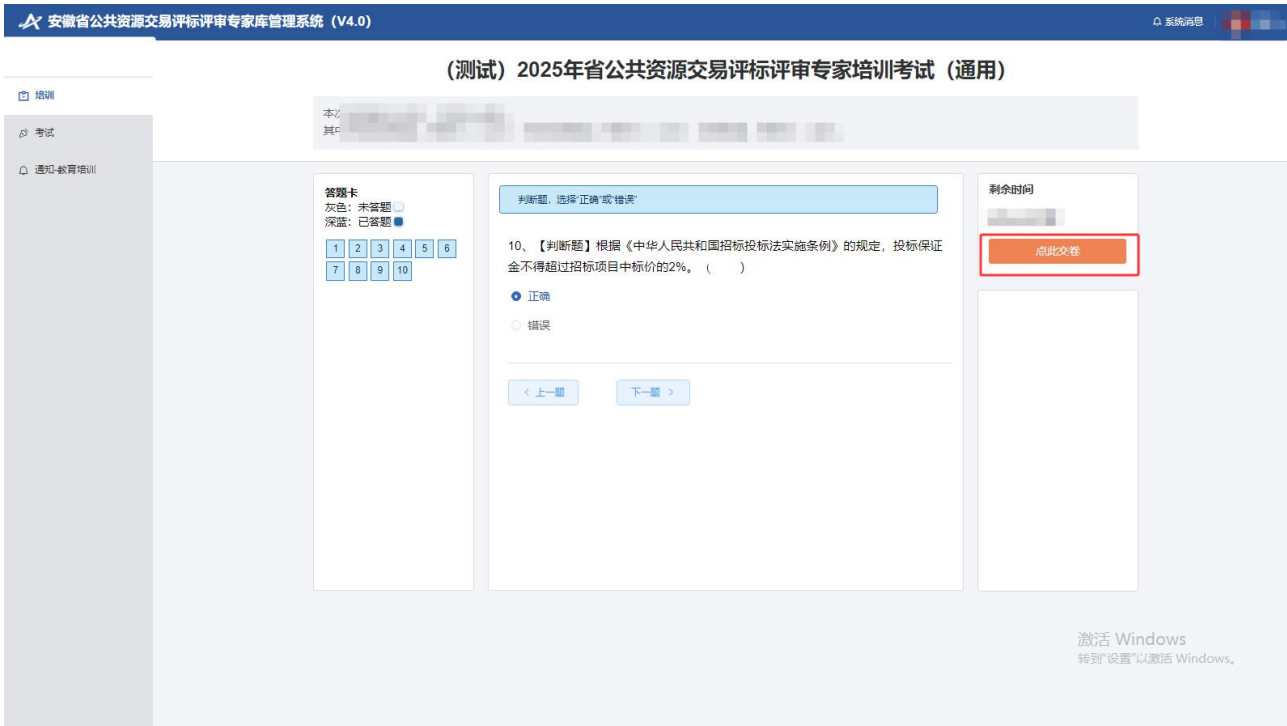 安徽省公共资源交易评标评审专家库管理系统（V4.0）
系统消息
培训
考试
通知-教育培训
（测试）2025年省公共资源交易评标评审专家培训考试（通用）
本次
其中
答题卡
灰色：未答题
深蓝：已答题
1 2 3 4 5 6
7 8 9 10
判断题，选择“正确”或“错误”
10、【判断题】根据《中华人民共和国招标投标法实施条例》的规定，投标保证
金不得超过招标项目中标价的2%。（ ）
正确
错误
< 上一题
下一题 >
剩余时间
点此交卷
激活 Windows
转到“设置”以激活 Windows。